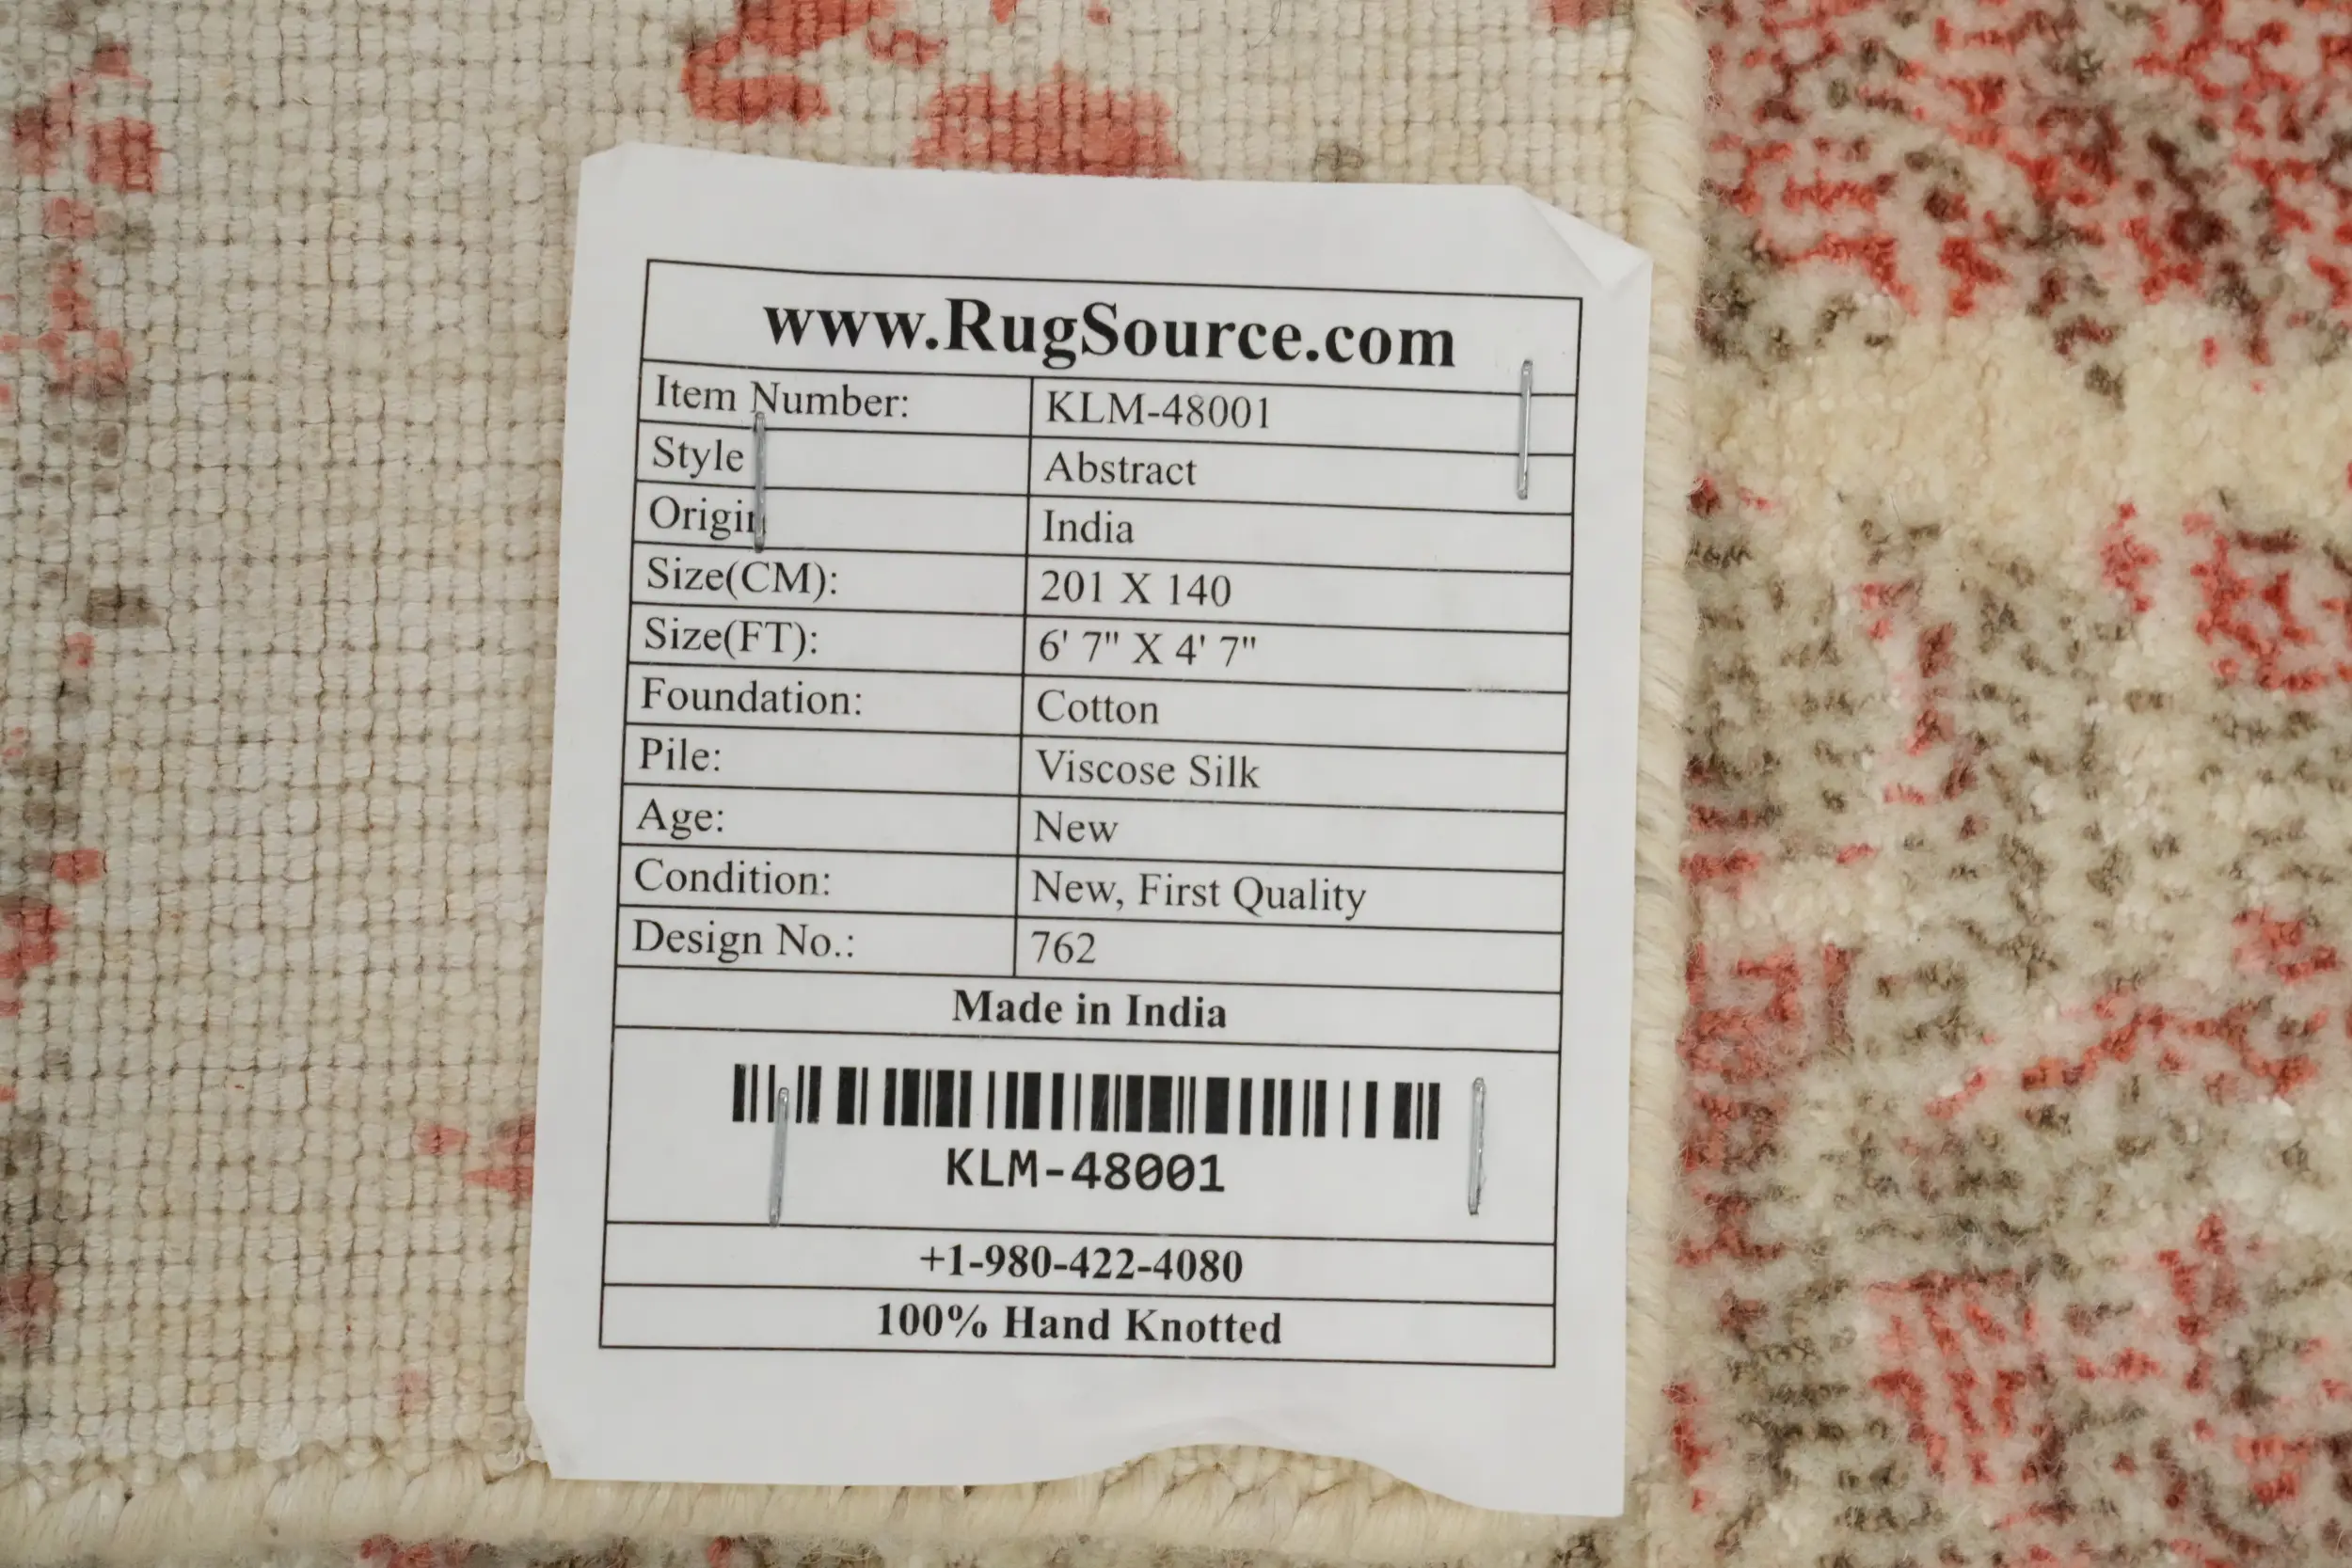 www.RugSource.com
Item Number: KLM-48001
Style Abstract
Origin India
Size(CM): 201 X 140
Size(FT): 6' 7" X 4' 7"
Foundation: Cotton
Pile: Viscose Silk
Age: New
Condition: New, First Quality
Design No.: 762
Made in India
KLM-48001
+1-980-422-4080
100% Hand Knotted